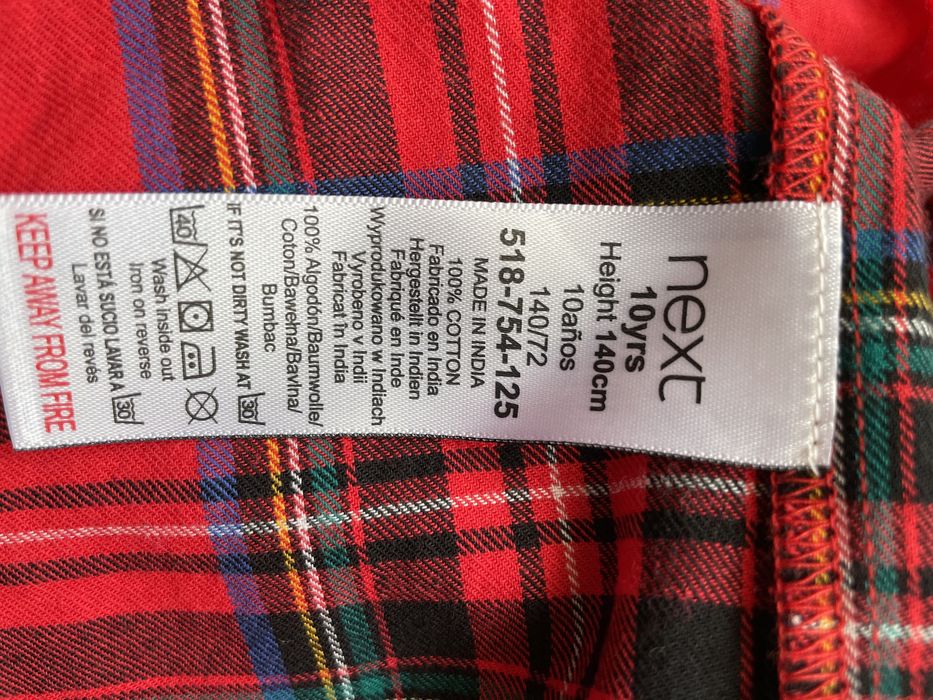 next
10yrs
Height 140cm
10años
140/72
518-754-125
MADE IN INDIA
100% COTTON
Fabricado en India
Hergestellt in Indien
Fabriqué en Inde
Wyprodukowano w Indiach
Vyrobeno v Indii
Fabricat în India
100% Algodón/Baumwolle/
Coton/Bawełna/Bavlna/
Bumbac
IF IT'S NOT DIRTY WASH AT 30
40
Wash Inside out
Iron on reverse
SI NO ESTÁ SUCIO LAVAR A 30
Lavar del revés
KEEP AWAY FROM FIRE